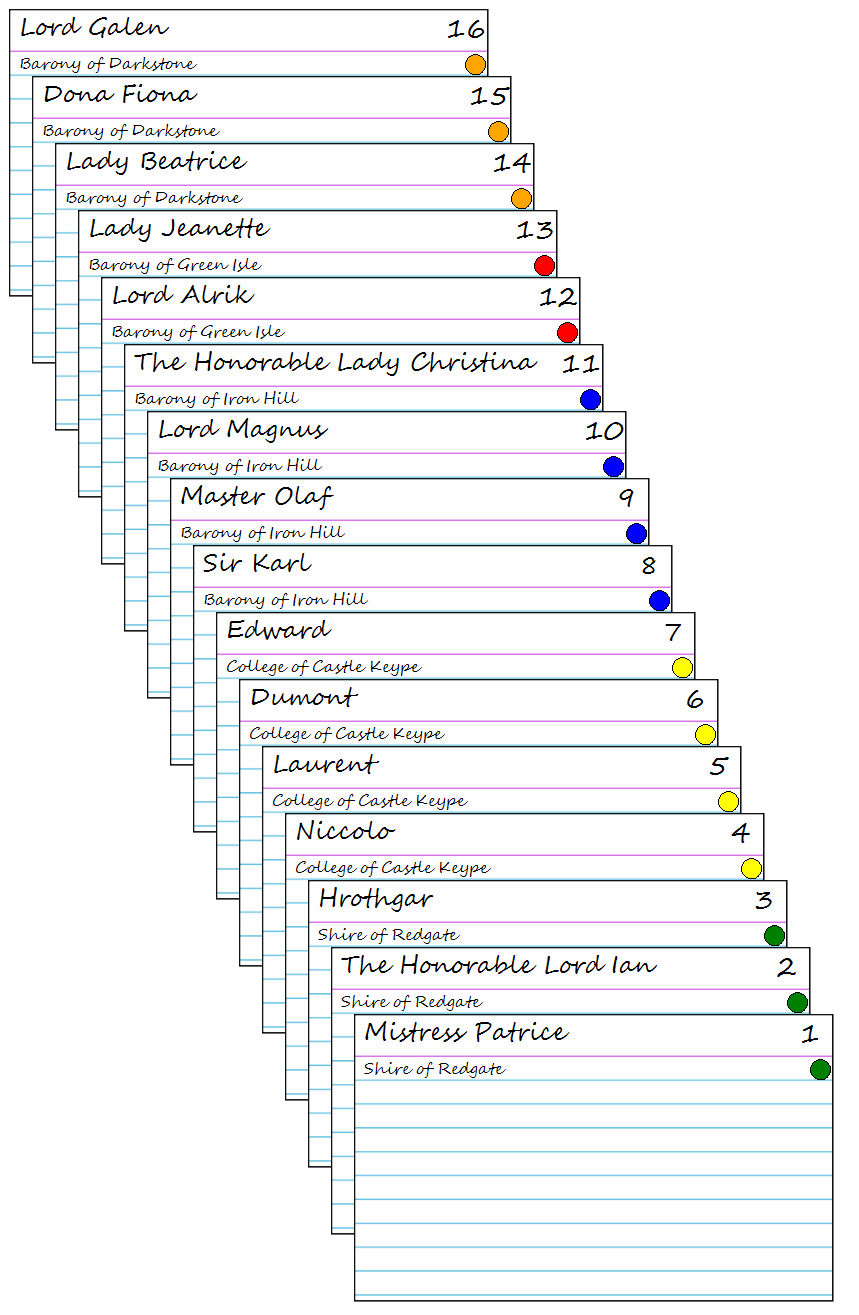 Lord Galen 16
Barony of Darkstone
Dona Fiona 15
Barony of Darkstone
Lady Beatrice 14
Barony of Darkstone
Lady Jeanette 13
Barony of Green Isle
Lord Alrik 12
Barony of Green Isle
The Honorable Lady Christina 11
Barony of Iron Hill
Lord Magnus 10
Barony of Iron Hill
Master Olaf 9
Barony of Iron Hill
Sir Karl 8
Barony of Iron Hill
Edward 7
College of Castle Keype
Dumont 6
College of Castle Keype
Laurent 5
College of Castle Keype
Niccolo 4
College of Castle Keype
Hrothgar 3
Shire of Redgate
The Honorable Lord Ian 2
Shire of Redgate
Mistress Patrice 1
Shire of Redgate